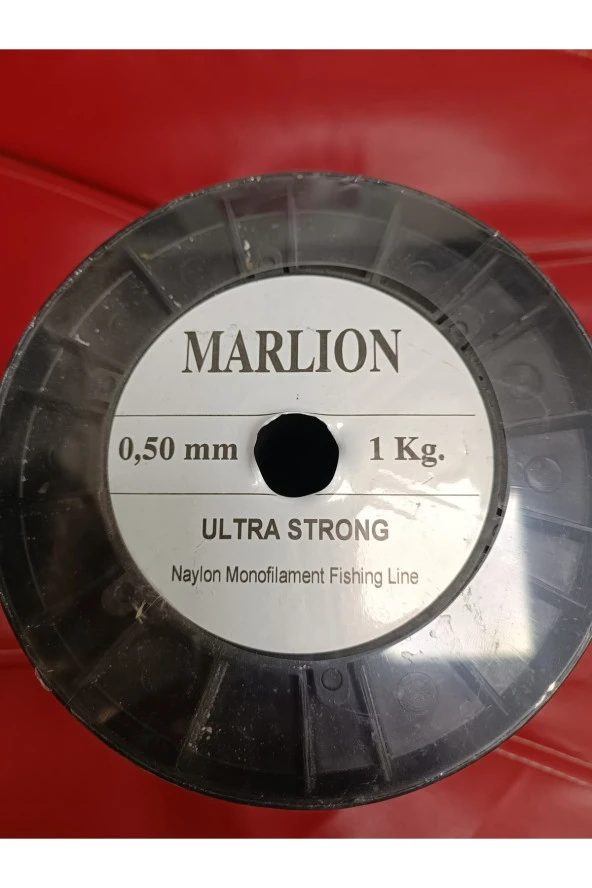 MARLION
0,50 mm 1 Kg.
ULTRA STRONG
Naylon Monofilament Fishing Line